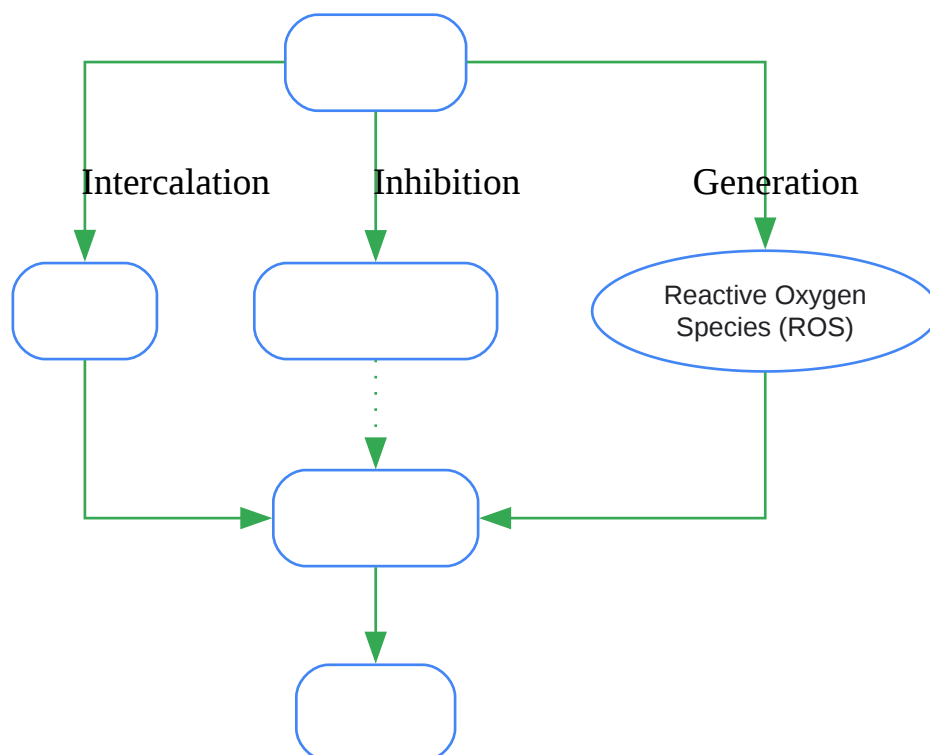 Intercalation
Inhibition
Generation
Reactive Oxygen
Species (ROS)